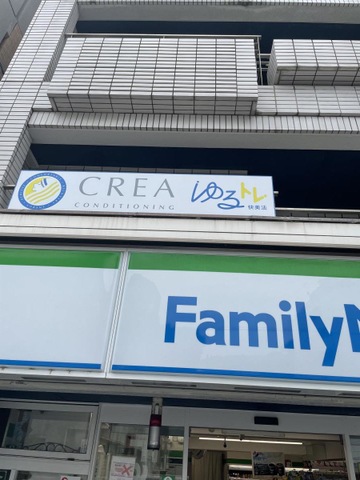 CREA
CONDITIONING
ゆるトレ
FamilyM